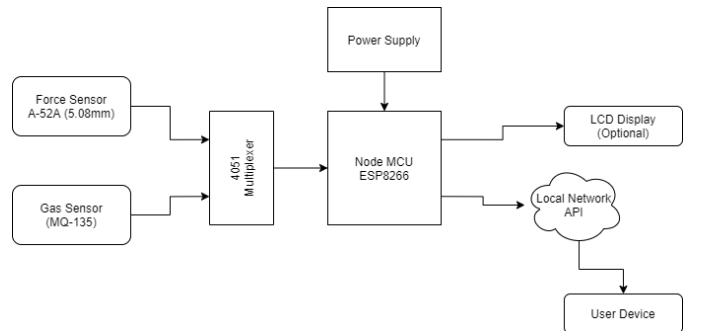 Power Supply
Force Sensor
A-52A (5.08mm)
4051
Multiplexer
Node MCU
ESP8266
LCD Display
(Optional)
Gas Sensor
(MQ-135)
Local Network
API
User Device